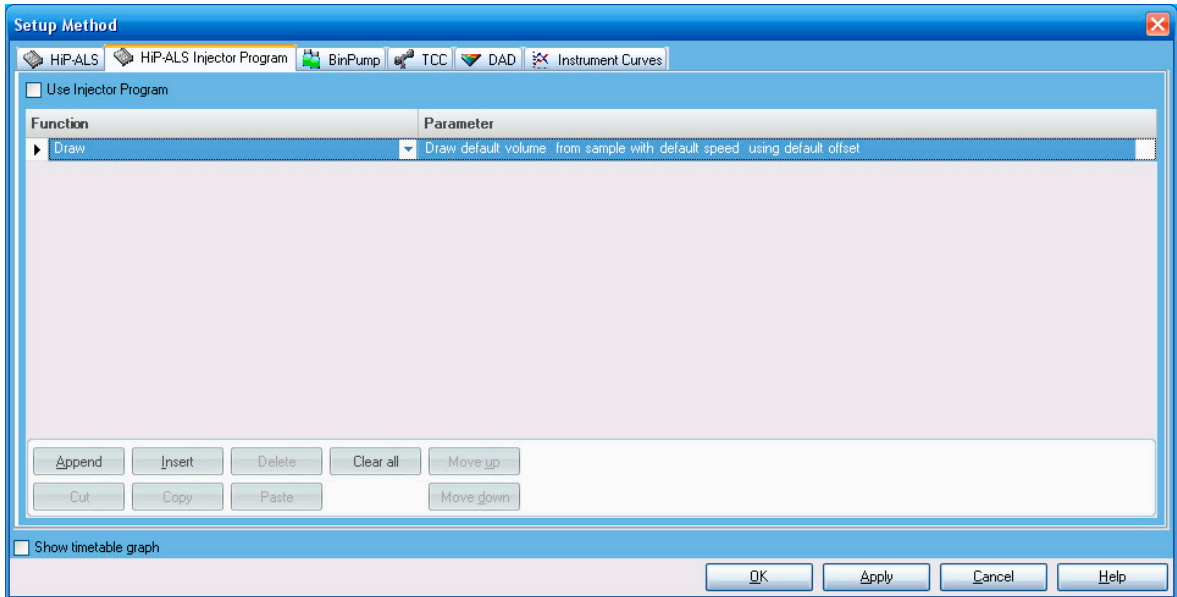 Setup Method
HiP-ALS HiP-ALS Injector Program BinPump TCC DAD Instrument Curves
Use Injector Program
Function Parameter
Draw Draw default volume from sample with default speed using default offset
Append Insert Delete Clear all Move up
Cut Copy Paste Move down
Show timetable graph
OK Apply Cancel Help